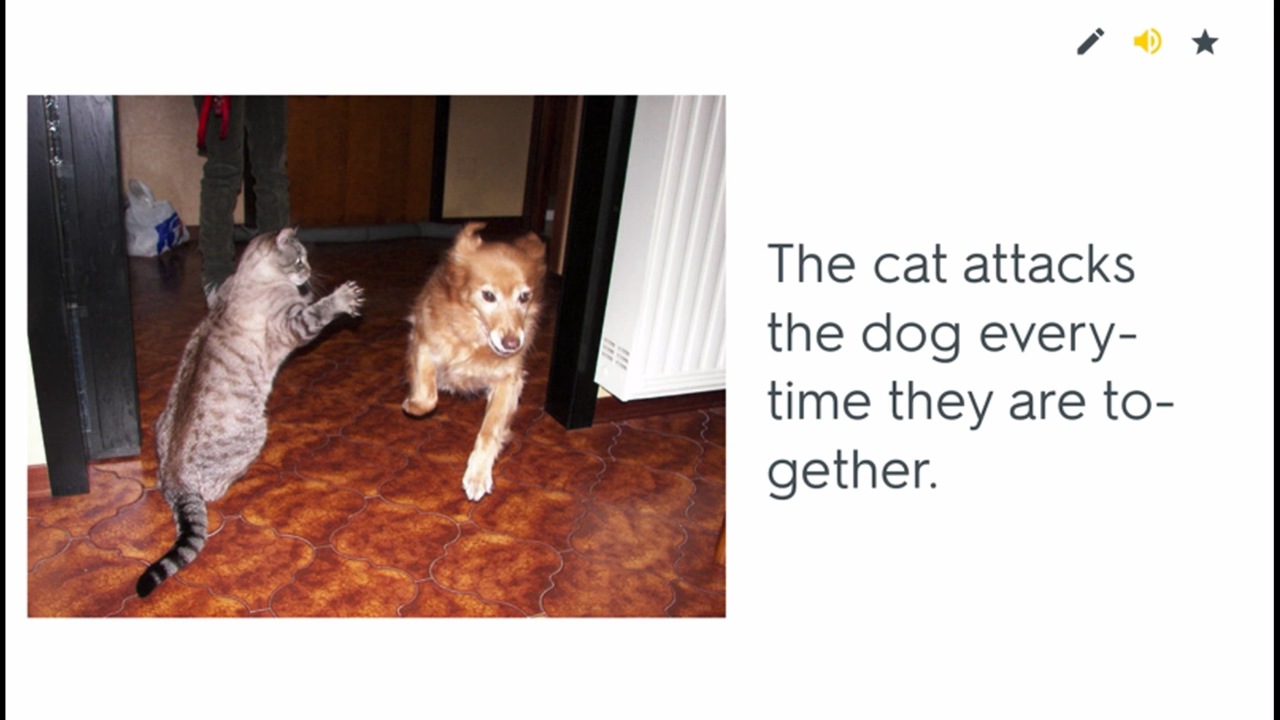 The cat attacks
the dog every-
time they are to-
gether.